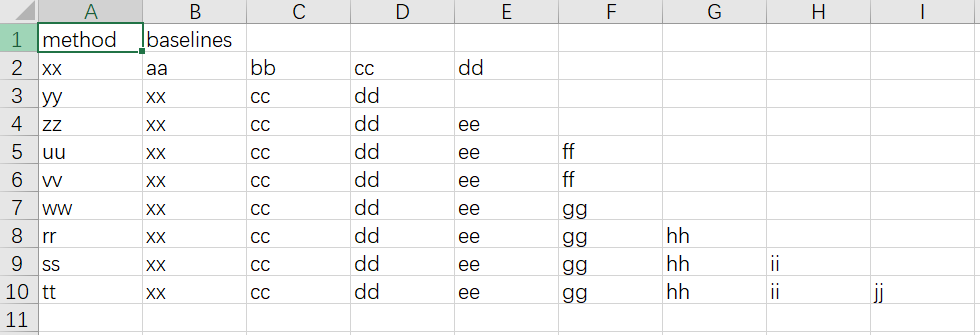 A B C D E F G H I
1 method baselines
2 xx aa bb cc dd
3 yy xx cc dd
4 zz xx cc dd ee
5 uu xx cc dd ee ff
6 vv xx cc dd ee ff
7 ww xx cc dd ee gg
8 rr xx cc dd ee gg hh
9 ss xx cc dd ee gg hh ii
10 tt xx cc dd ee gg hh ii jj
11